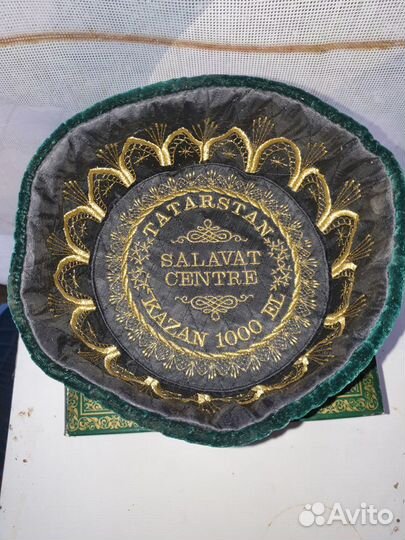 TATARSTAN
SALAVAT
CENTRE
KAZAN 1000 EL
Avito